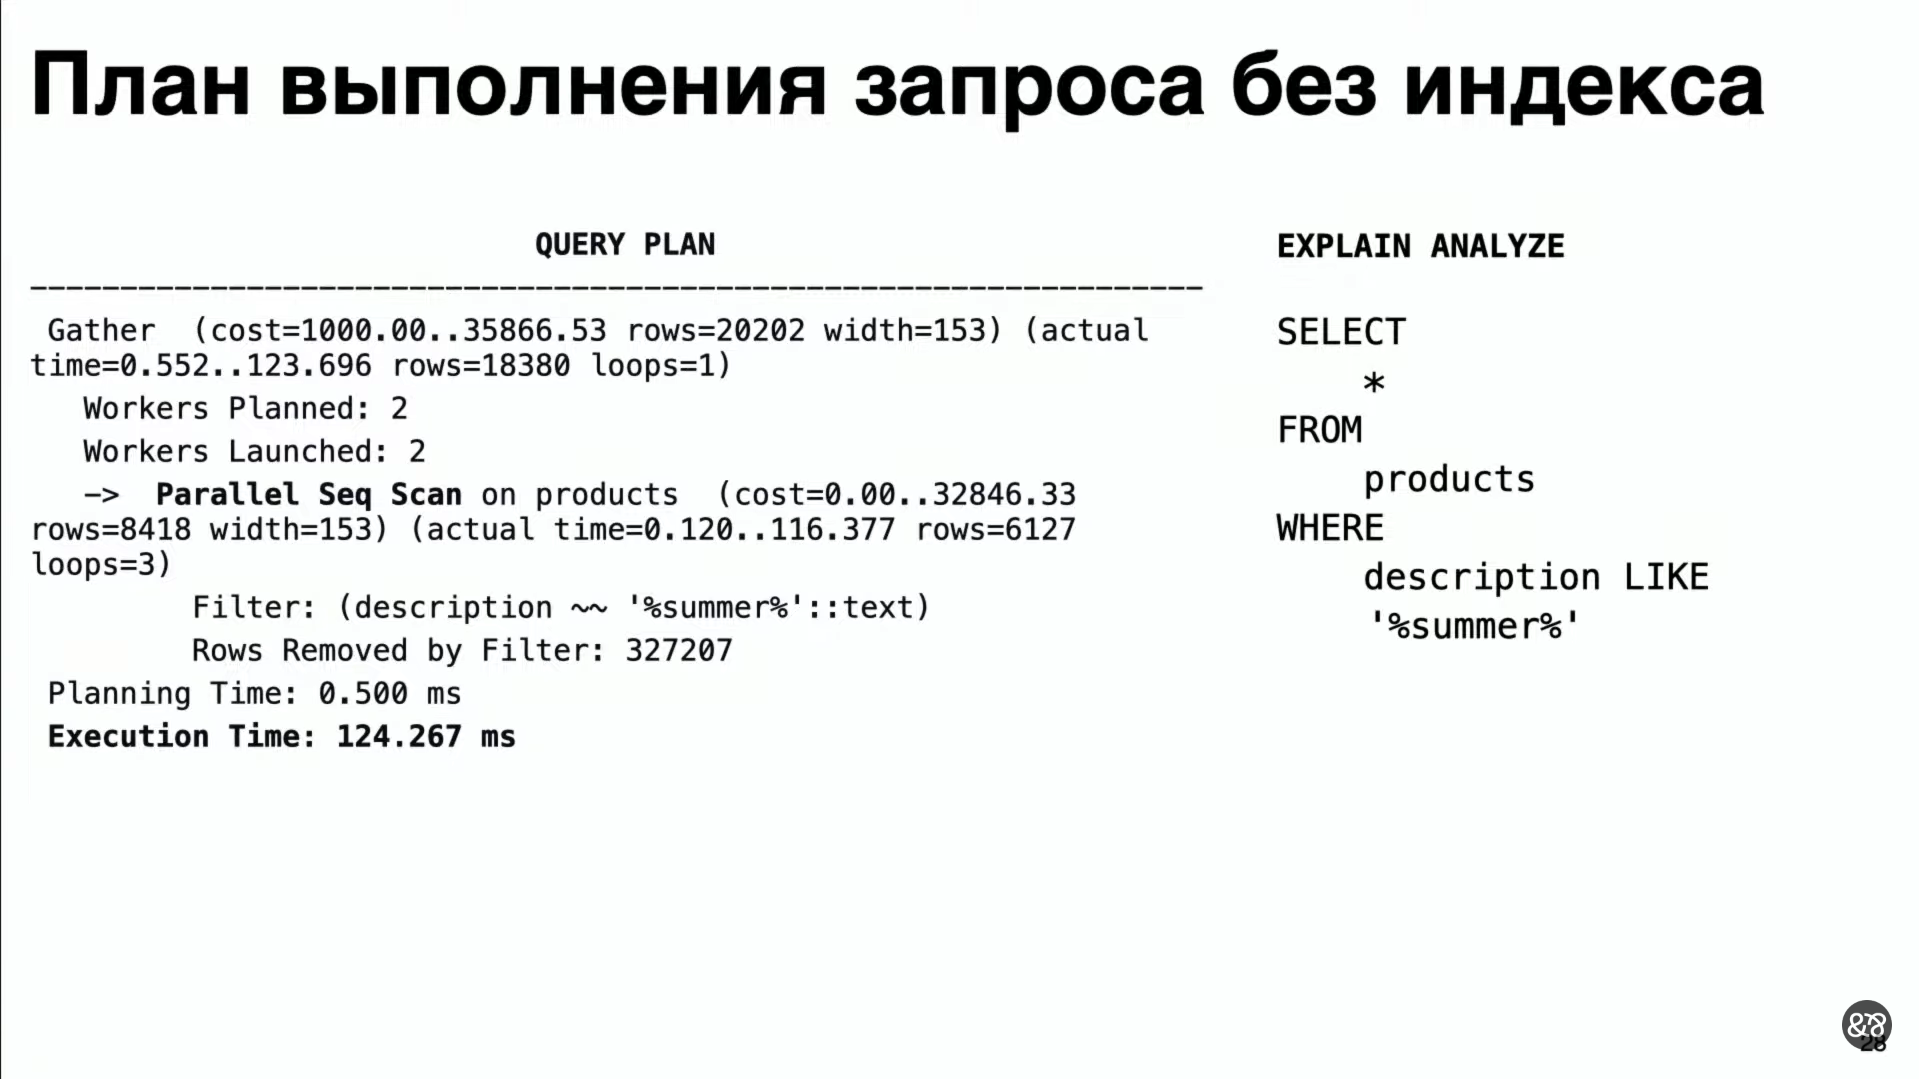 План выполнения запроса без индекса
QUERY PLAN
-----------------------------------------------------------------
Gather  (cost=1000.00..35866.53 rows=20202 width=153) (actual
time=0.552..123.696 rows=18380 loops=1)
Workers Planned: 2
Workers Launched: 2
->  Parallel Seq Scan on products  (cost=0.00..32846.33
rows=8418 width=153) (actual time=0.120..116.377 rows=6127
loops=3)
Filter: (description ~~ '%summer%'::text)
Rows Removed by Filter: 327207
Planning Time: 0.500 ms
Execution Time: 124.267 ms
EXPLAIN ANALYZE
SELECT
*
FROM
products
WHERE
description LIKE
'%summer%'
28